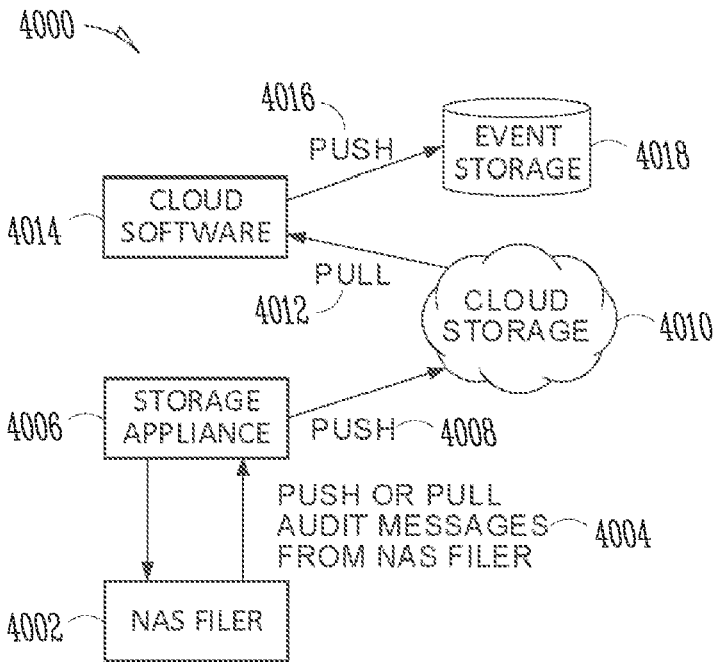 4000
4016
PUSH
EVENT
STORAGE
4018
CLOUD
SOFTWARE
4014
PULL
4012
CLOUD
STORAGE
4010
STORAGE
APPLIANCE
4006
PUSH
4008
PUSH OR PULL
AUDIT MESSAGES
FROM NAS FILER
4004
NAS FILER
4002